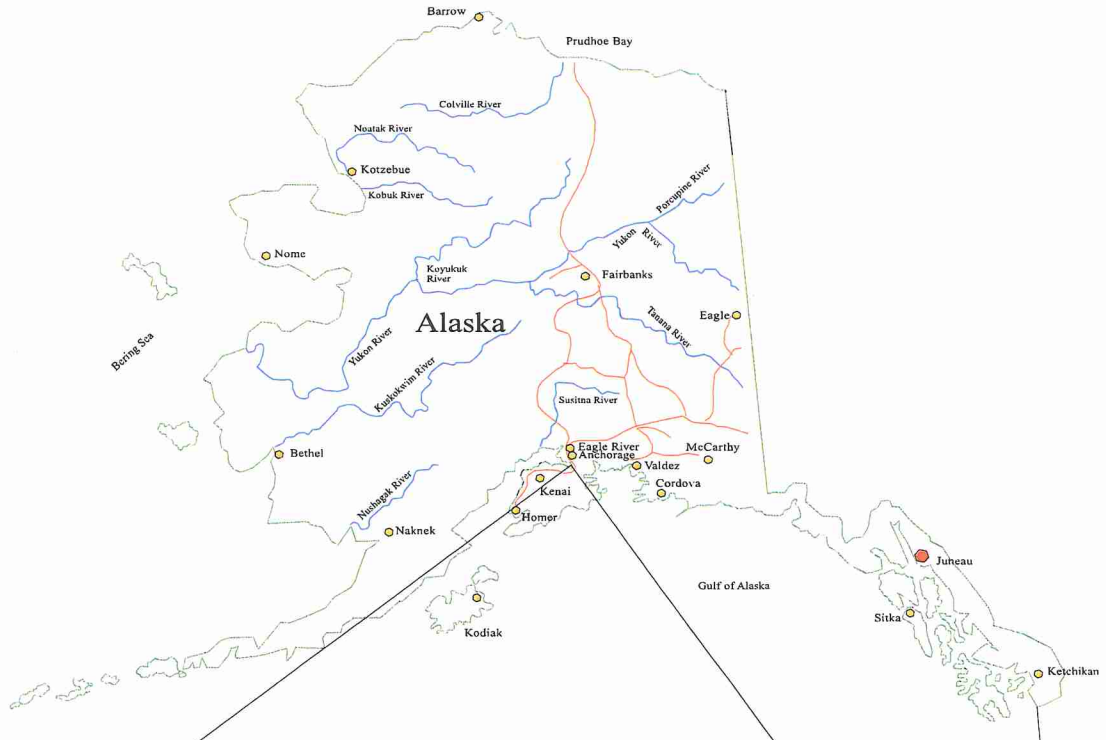 Barrow
Prudhoe Bay
Colville River
Noatak River
Kotzebue
Kobuk River
Porcupine River
Yukon
River
Nome
Koyukuk
River
Fairbanks
Alaska
Eagle
Tanana River
Bering Sea
Yukon River
Kuskokwim River
Susitna River
Eagle River
Anchorage
McCarthy
Bethel
Valdez
Kenai
Cordova
Nushagak River
Homer
Naknek
Juneau
Gulf of Alaska
Sitka
Kodiak
Ketchikan